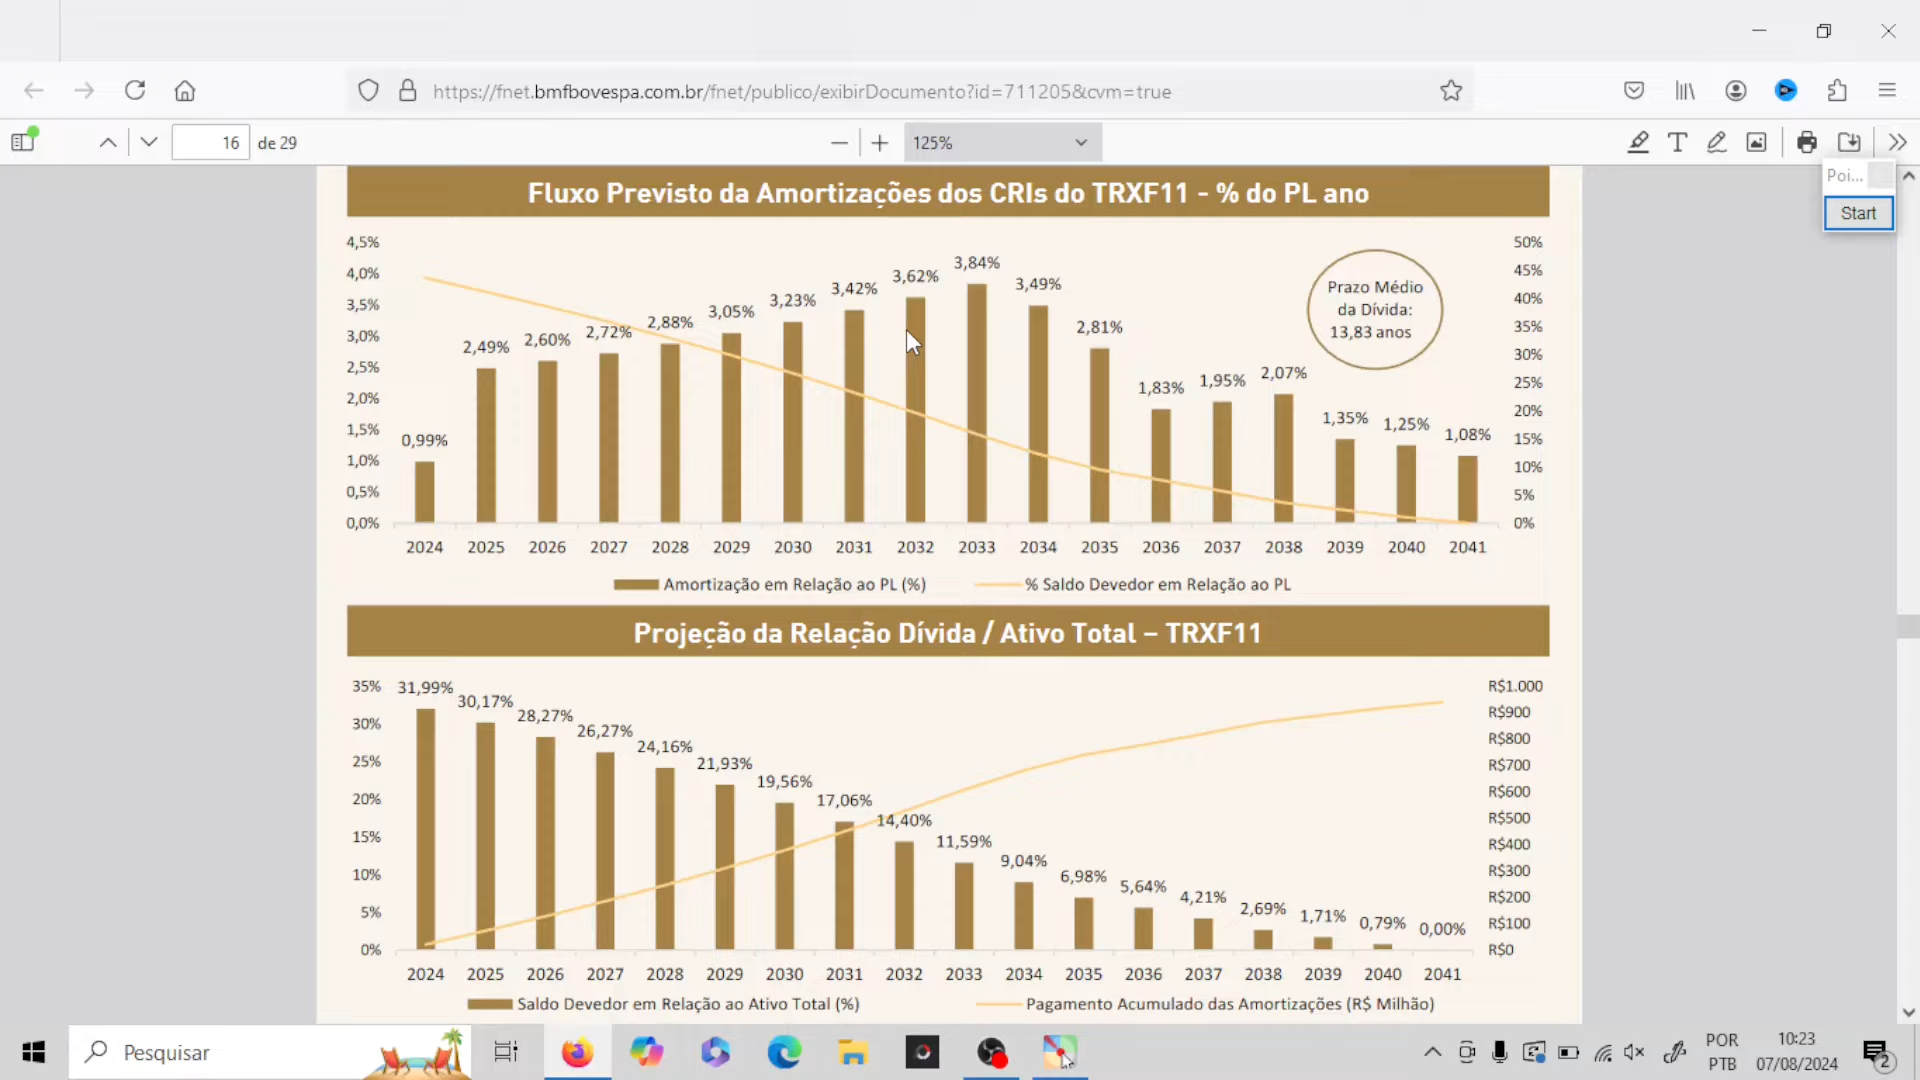 https://fnet.bmfbovespa.com.br/fnet/publico/exibirDocumento?id=711205&cvm=true
16 de 29
125%
Poi...
Start
Fluxo Previsto da Amortizações dos CRIs do TRXF11 - % do PL ano
4,5%
4,0%
3,5%
3,0%
2,5%
2,0%
1,5%
1,0%
0,5%
0,0%
0,99% 2,49% 2,60% 2,72% 2,88% 3,05% 3,23% 3,42% 3,62% 3,84% 3,49% 2,81% 1,83% 1,95% 2,07% 1,35% 1,25% 1,08%
Prazo Médio
da Dívida:
13,83 anos
50%
45%
40%
35%
30%
25%
20%
15%
10%
5%
0%
2024 2025 2026 2027 2028 2029 2030 2031 2032 2033 2034 2035 2036 2037 2038 2039 2040 2041
Amortização em Relação ao PL (%) % Saldo Devedor em Relação ao PL
Projeção da Relação Dívida / Ativo Total – TRXF11
35%
30%
25%
20%
15%
10%
5%
0%
31,99% 30,17% 28,27% 26,27% 24,16% 21,93% 19,56% 17,06% 14,40% 11,59% 9,04% 6,98% 5,64% 4,21% 2,69% 1,71% 0,79% 0,00%
R$1.000
R$900
R$800
R$700
R$600
R$500
R$400
R$300
R$200
R$100
R$0
2024 2025 2026 2027 2028 2029 2030 2031 2032 2033 2034 2035 2036 2037 2038 2039 2040 2041
Saldo Devedor em Relação ao Ativo Total (%) Pagamento Acumulado das Amortizações (R$ Milhão)
Pesquisar
POR
PTB
10:23
07/08/2024
2